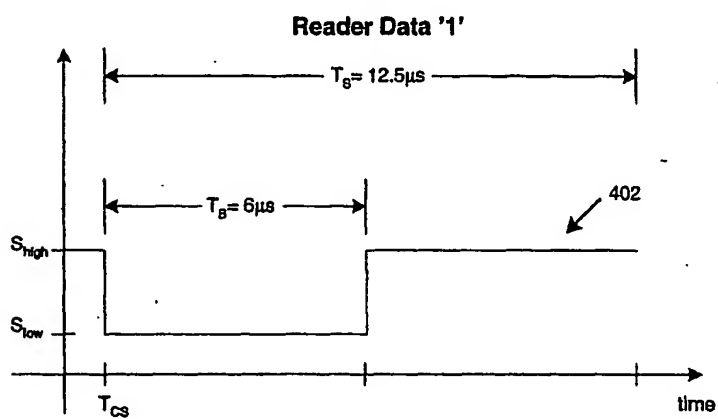 Reader Data '1'
T_S= 12.5μs
T_B= 6μs
402
S_high
S_low
T_CS
time